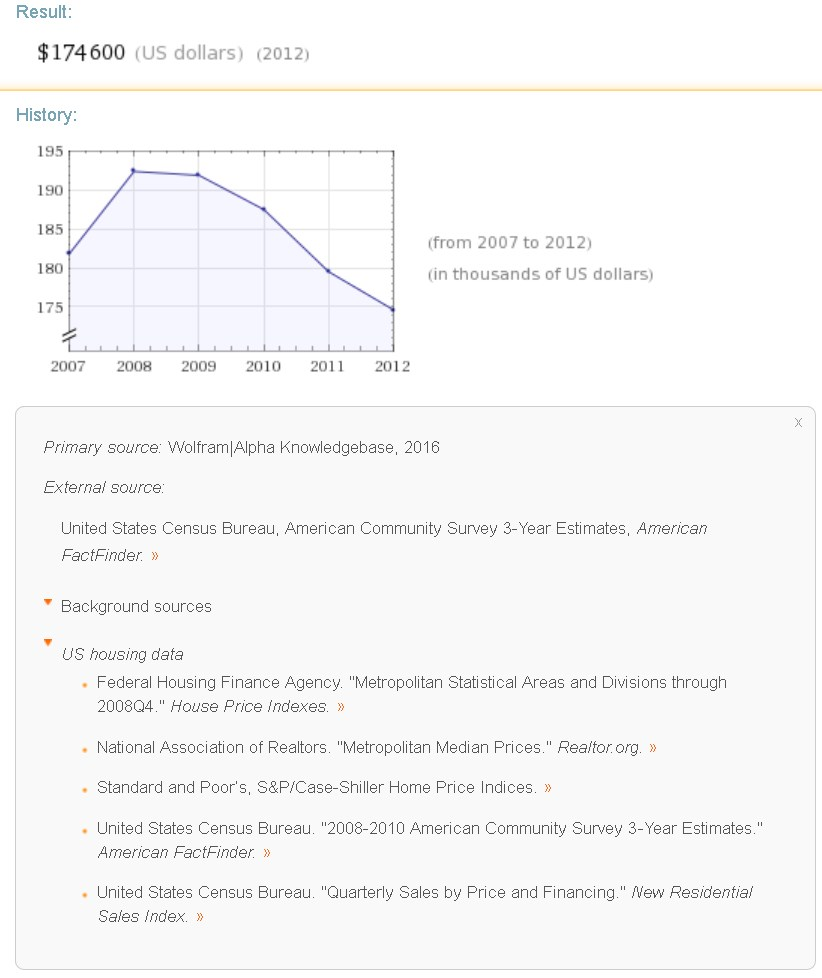 Result:
$174600 (US dollars) (2012)
History:
195
190
185
180
175
2007 2008 2009 2010 2011 2012
(from 2007 to 2012)
(in thousands of US dollars)
x
Primary source: Wolfram|Alpha Knowledgebase, 2016
External source:
United States Census Bureau, American Community Survey 3-Year Estimates, American
FactFinder. »
Background sources
US housing data
Federal Housing Finance Agency. "Metropolitan Statistical Areas and Divisions through
2008Q4." House Price Indexes. »
National Association of Realtors. "Metropolitan Median Prices." Realtor.org. »
Standard and Poor's, S&P/Case-Shiller Home Price Indices. »
United States Census Bureau. "2008-2010 American Community Survey 3-Year Estimates."
American FactFinder. »
United States Census Bureau. "Quarterly Sales by Price and Financing." New Residential
Sales Index. »